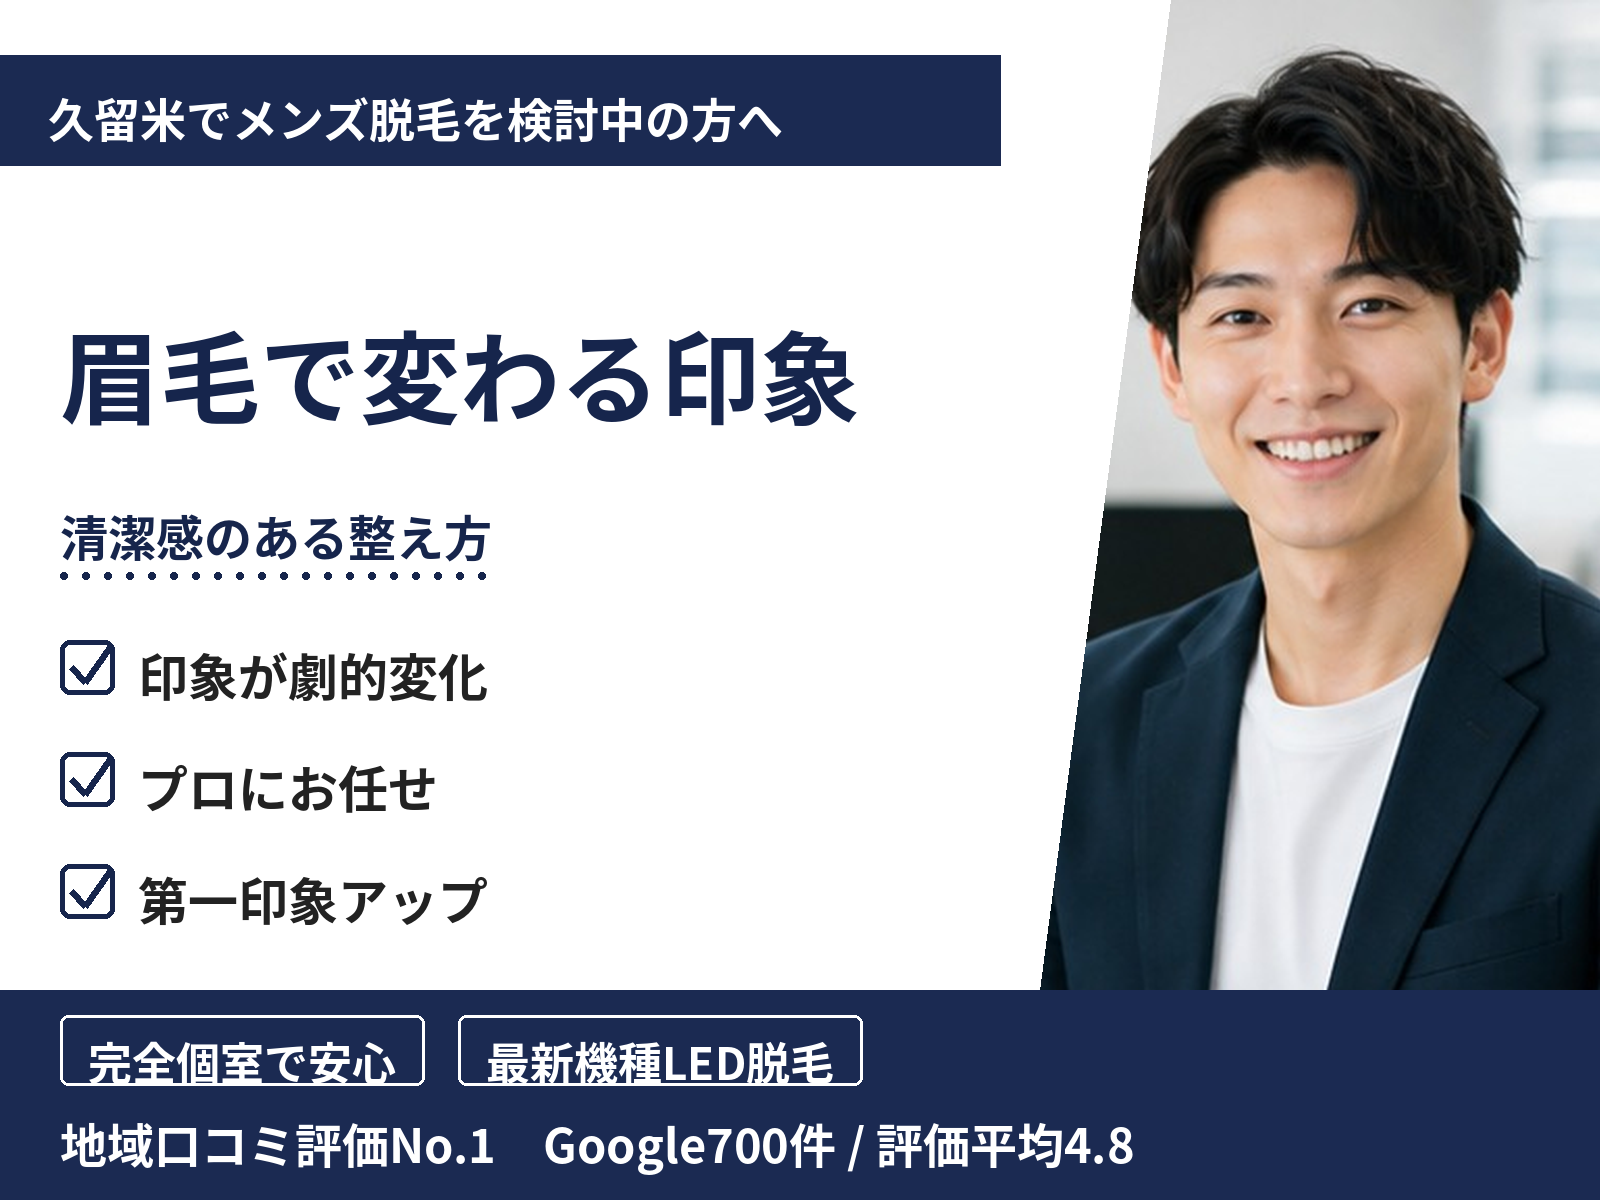 久留米でメンズ脱毛を検討中の方へ
眉毛で変わる印象
清潔感のある整え方
印象が劇的変化
プロにお任せ
第一印象アップ
完全個室で安心
最新機種LED脱毛
地域口コミ評価No.1 Google700件 / 評価平均4.8